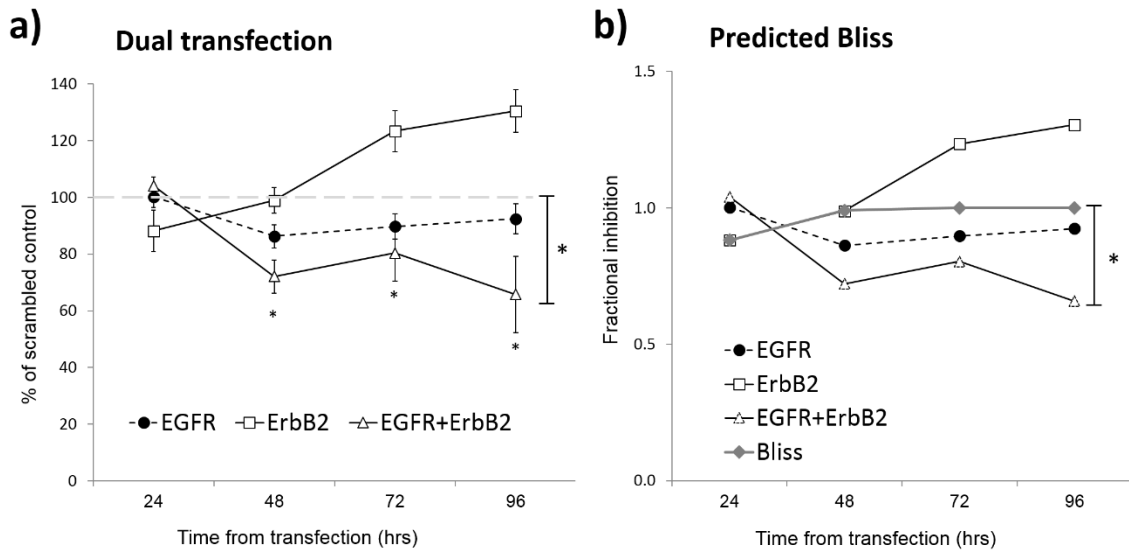 a)
Dual transfection
% of scrambled control
140
120
100
80
60
40
20
0
*
*
*
*
EGFR
ErbB2
EGFR+ErbB2
24
48
72
96
Time from transfection (hrs)
b)
Predicted Bliss
Fractional inhibition
1.5
1.0
0.5
0.0
*
EGFR
ErbB2
EGFR+ErbB2
Bliss
24
48
72
96
Time from transfection (hrs)